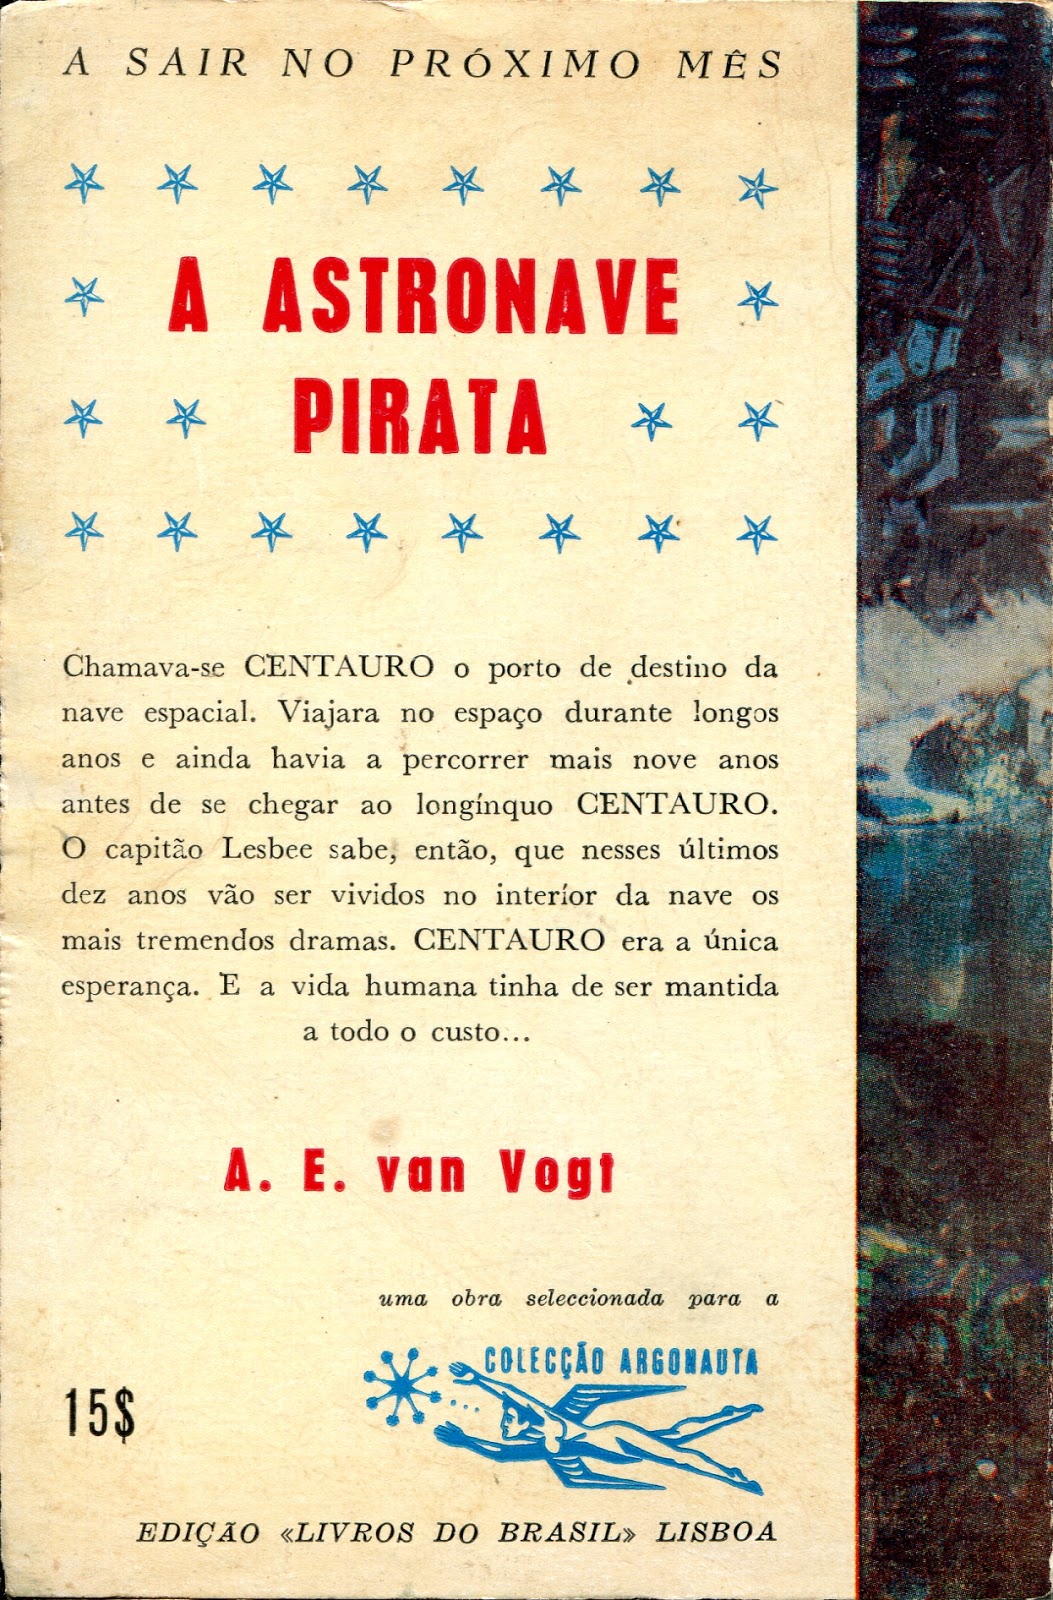 A SAIR NO PRÓXIMO MÊS
A ASTRONAVE
PIRATA
Chamava-se CENTAURO o porto de destino da
nave espacial. Viajara no espaço durante longos
anos e ainda havia a percorrer mais nove anos
antes de se chegar ao longínquo CENTAURO.
O capitão Lesbee sabe, então, que nesses últimos
dez anos vão ser vividos no interior da nave os
mais tremendos dramas. CENTAURO era a única
esperança. E a vida humana tinha de ser mantida
a todo o custo...
A. E. van Vogt
uma obra seleccionada para a
COLECÇÃO ARGONAUTA
15$
EDIÇÃO «LIVROS DO BRASIL» LISBOA